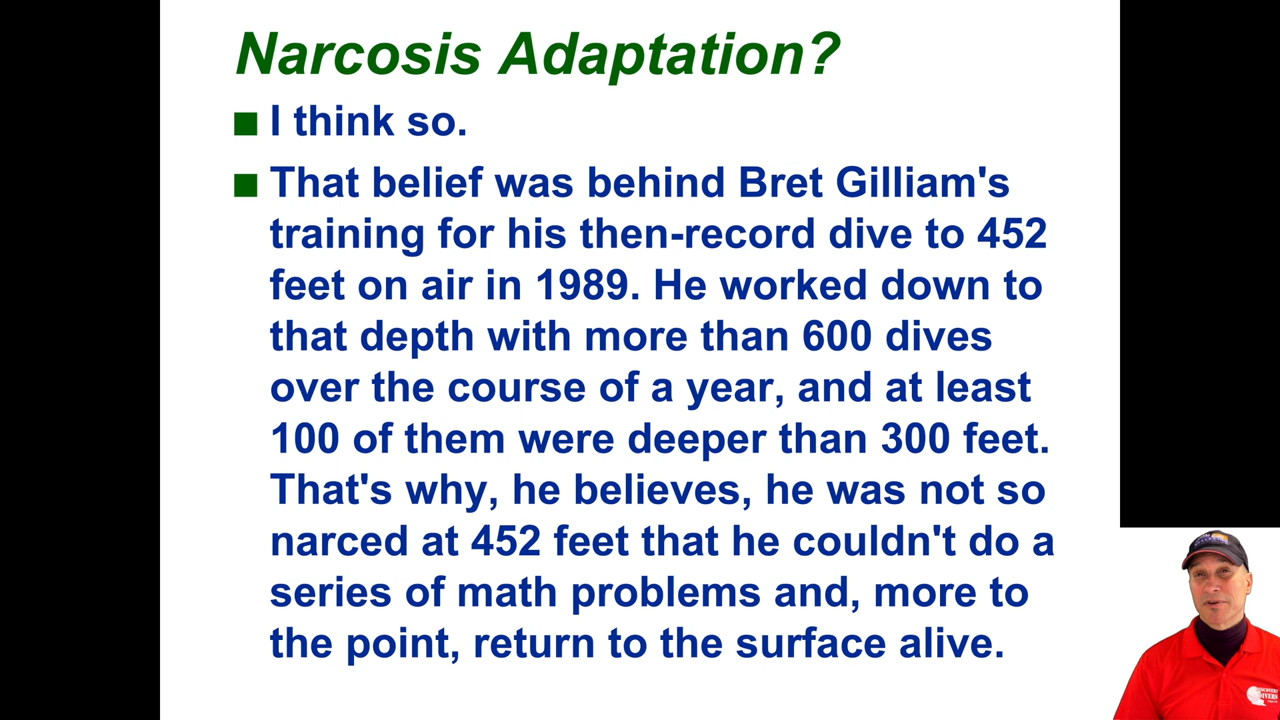 Narcosis Adaptation?
I think so.
That belief was behind Bret Gilliam's
training for his then-record dive to 452
feet on air in 1989. He worked down to
that depth with more than 600 dives
over the course of a year, and at least
100 of them were deeper than 300 feet.
That's why, he believes, he was not so
narced at 452 feet that he couldn't do a
series of math problems and, more to
the point, return to the surface alive.